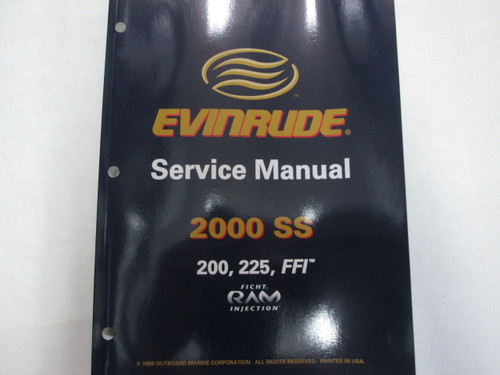 EVINRUDE®
Service Manual
2000 SS
200, 225, FFI™
FICHT®
RAM
INJECTION™
© 1999 OUTBOARD MARINE CORPORATION. ALL RIGHTS RESERVED. PRINTED IN USA.